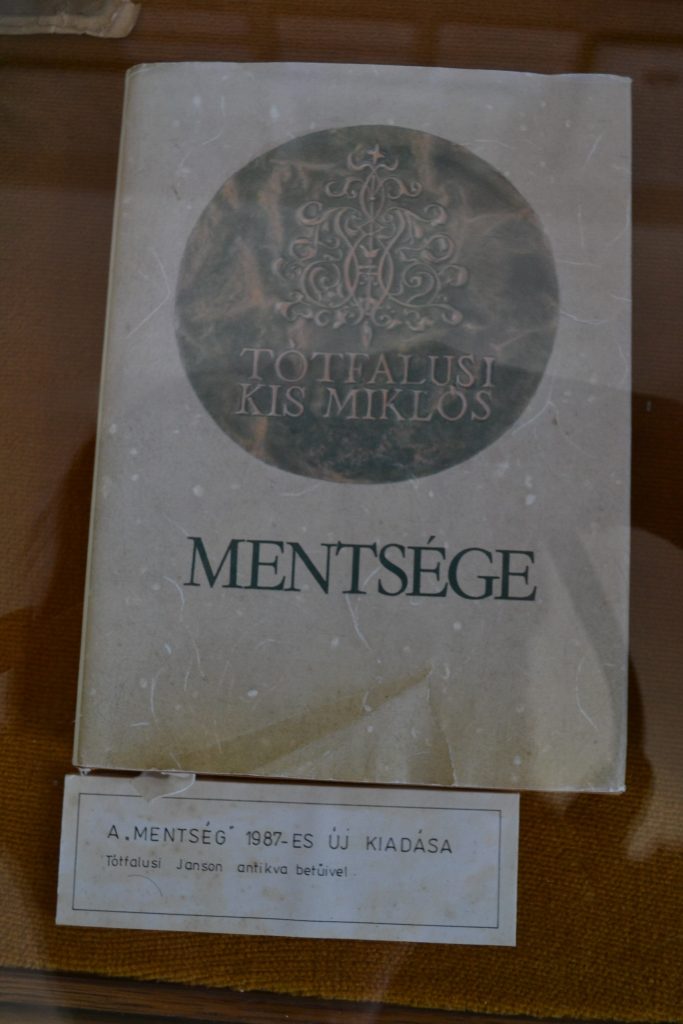 TÓTFALUSI
KIS MIKLÓS
MENTSÉGE
A „MENTSÉG” 1987-ES ÚJ KIADÁSA
Tótfalusi Janson antikva betűivel